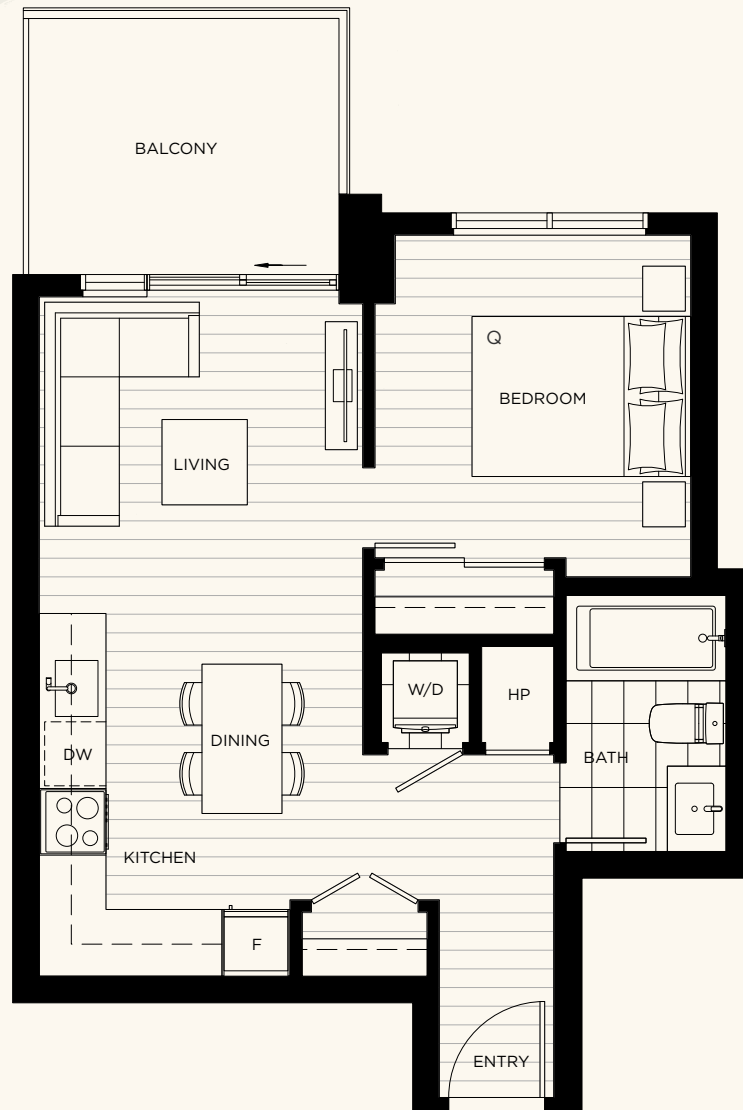 BALCONY
Q
BEDROOM
LIVING
W/D
HP
DINING
DW
BATH
KITCHEN
F
ENTRY